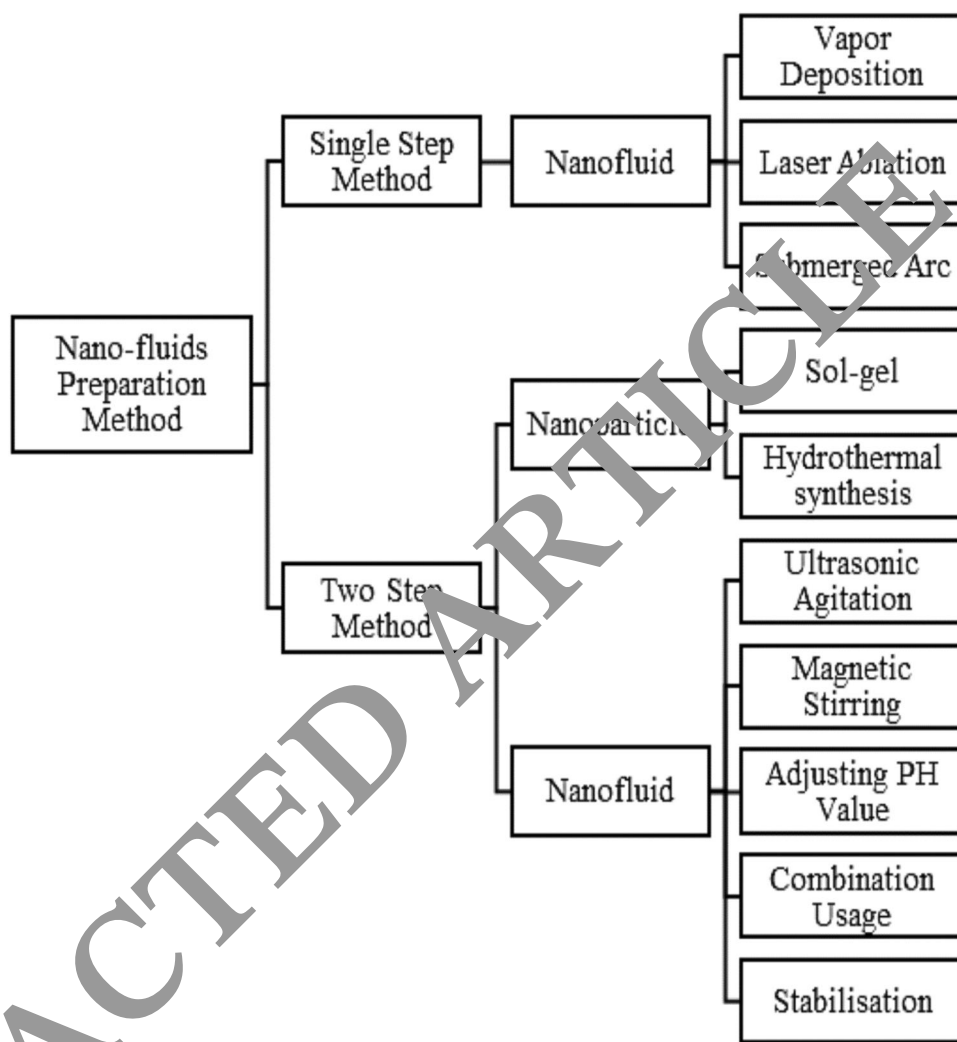 Vapor
Deposition
Single Step
Method
Nanofluid
Laser Ablation
Submerged Arc
Nano-fluids
Preparation
Method
Sol-gel
Nanoparticle
Hydrothermal
synthesis
Two Step
Method
Ultrasonic
Agitation
Magnetic
Stirring
Nanofluid
Adjusting PH
Value
Combination
Usage
Stabilisation
ACTED ARTICLE